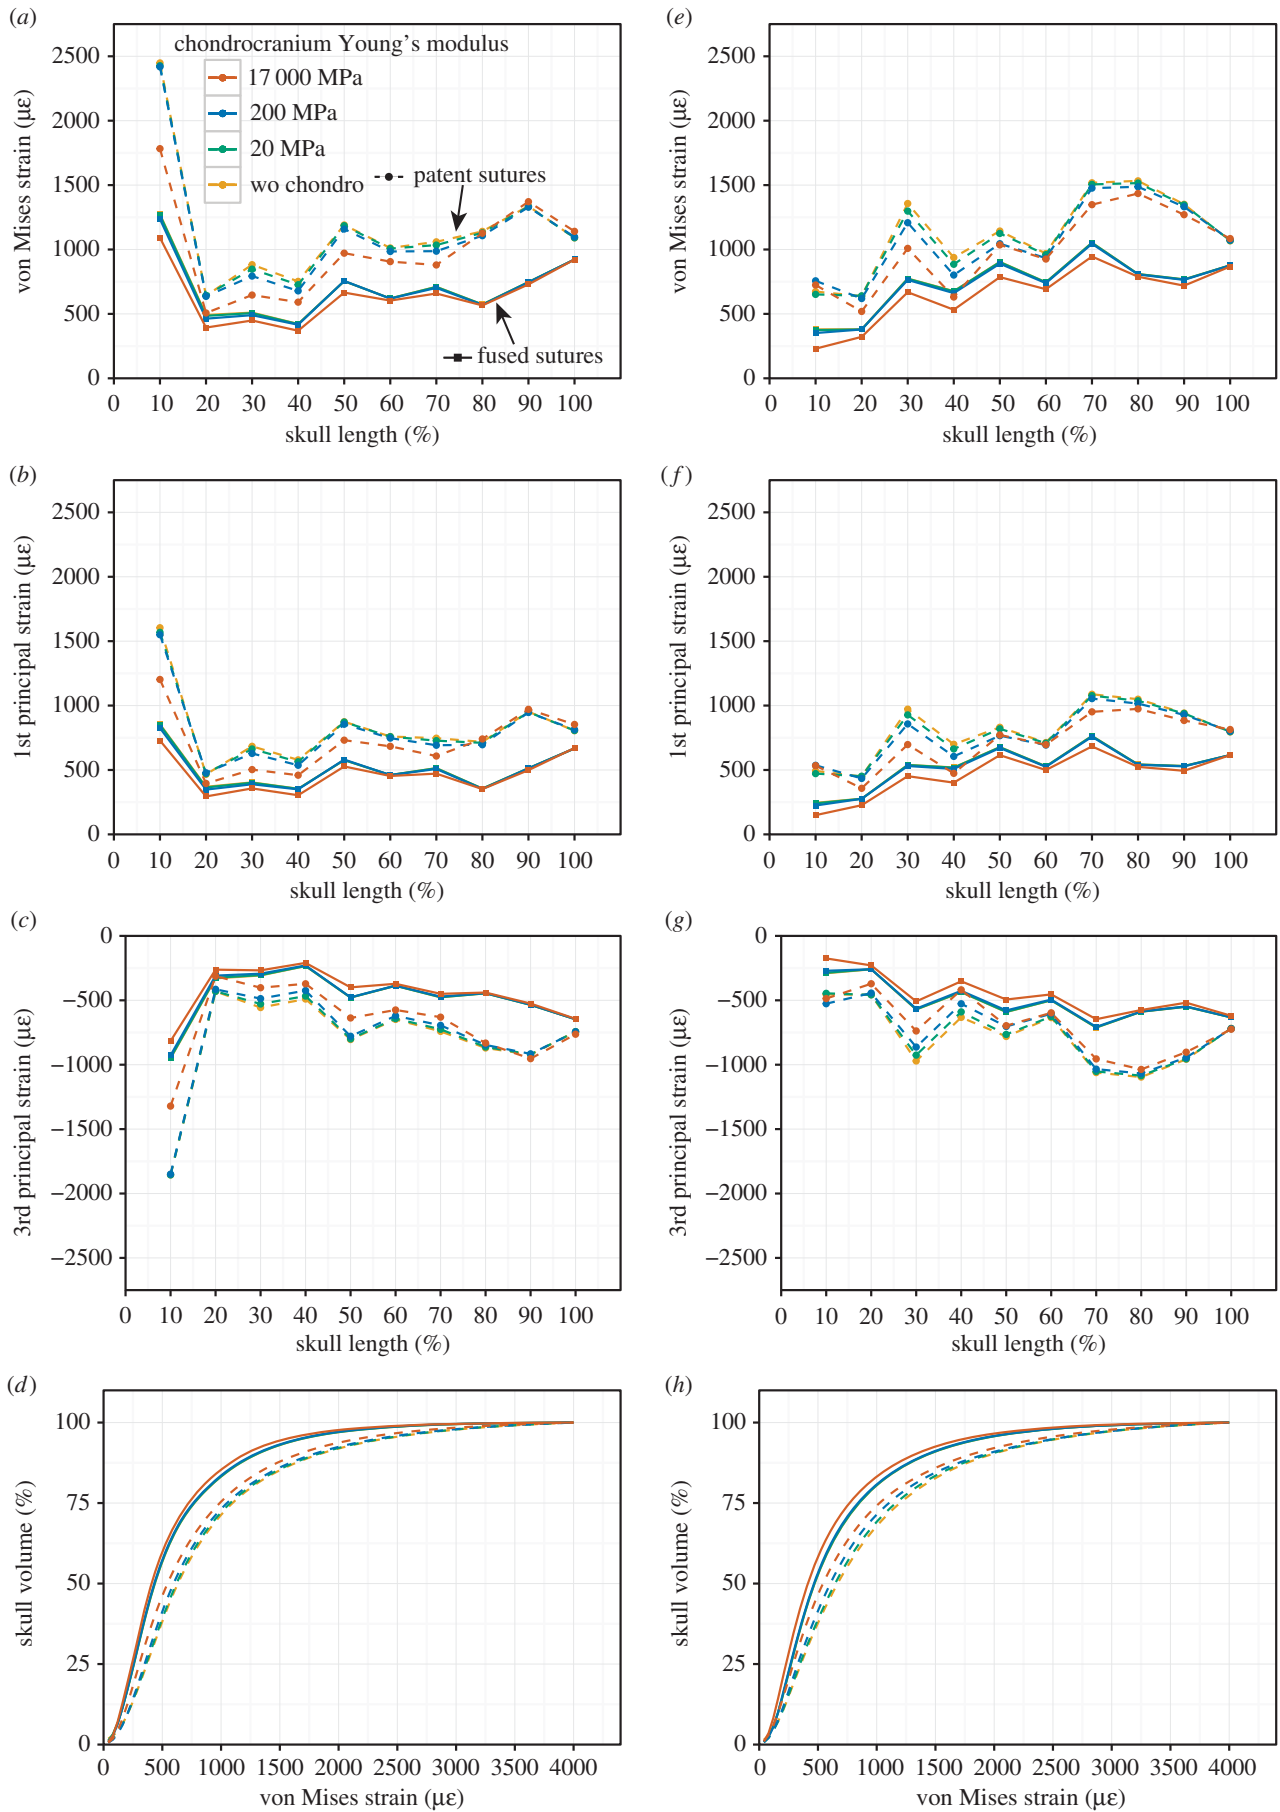 (a)
chondrocranium Young's modulus
17 000 MPa
200 MPa
20 MPa
wo chondro
patent sutures
fused sutures
von Mises strain (με)
2500
2000
1500
1000
500
0
0 10 20 30 40 50 60 70 80 90 100
skull length (%)
(e)
von Mises strain (με)
2500
2000
1500
1000
500
0
0 10 20 30 40 50 60 70 80 90 100
skull length (%)
(b)
1st principal strain (με)
2500
2000
1500
1000
500
0
0 10 20 30 40 50 60 70 80 90 100
skull length (%)
(f)
1st principal strain (με)
2500
2000
1500
1000
500
0
0 10 20 30 40 50 60 70 80 90 100
skull length (%)
(c)
3rd principal strain (με)
0
−500
−1000
−1500
−2000
−2500
0 10 20 30 40 50 60 70 80 90 100
skull length (%)
(g)
3rd principal strain (με)
0
−500
−1000
−1500
−2000
−2500
0 10 20 30 40 50 60 70 80 90 100
skull length (%)
(d)
skull volume (%)
100
75
50
25
0
0 500 1000 1500 2000 2500 3000 3500 4000
von Mises strain (με)
(h)
skull volume (%)
100
75
50
25
0
0 500 1000 1500 2000 2500 3000 3500 4000
von Mises strain (με)